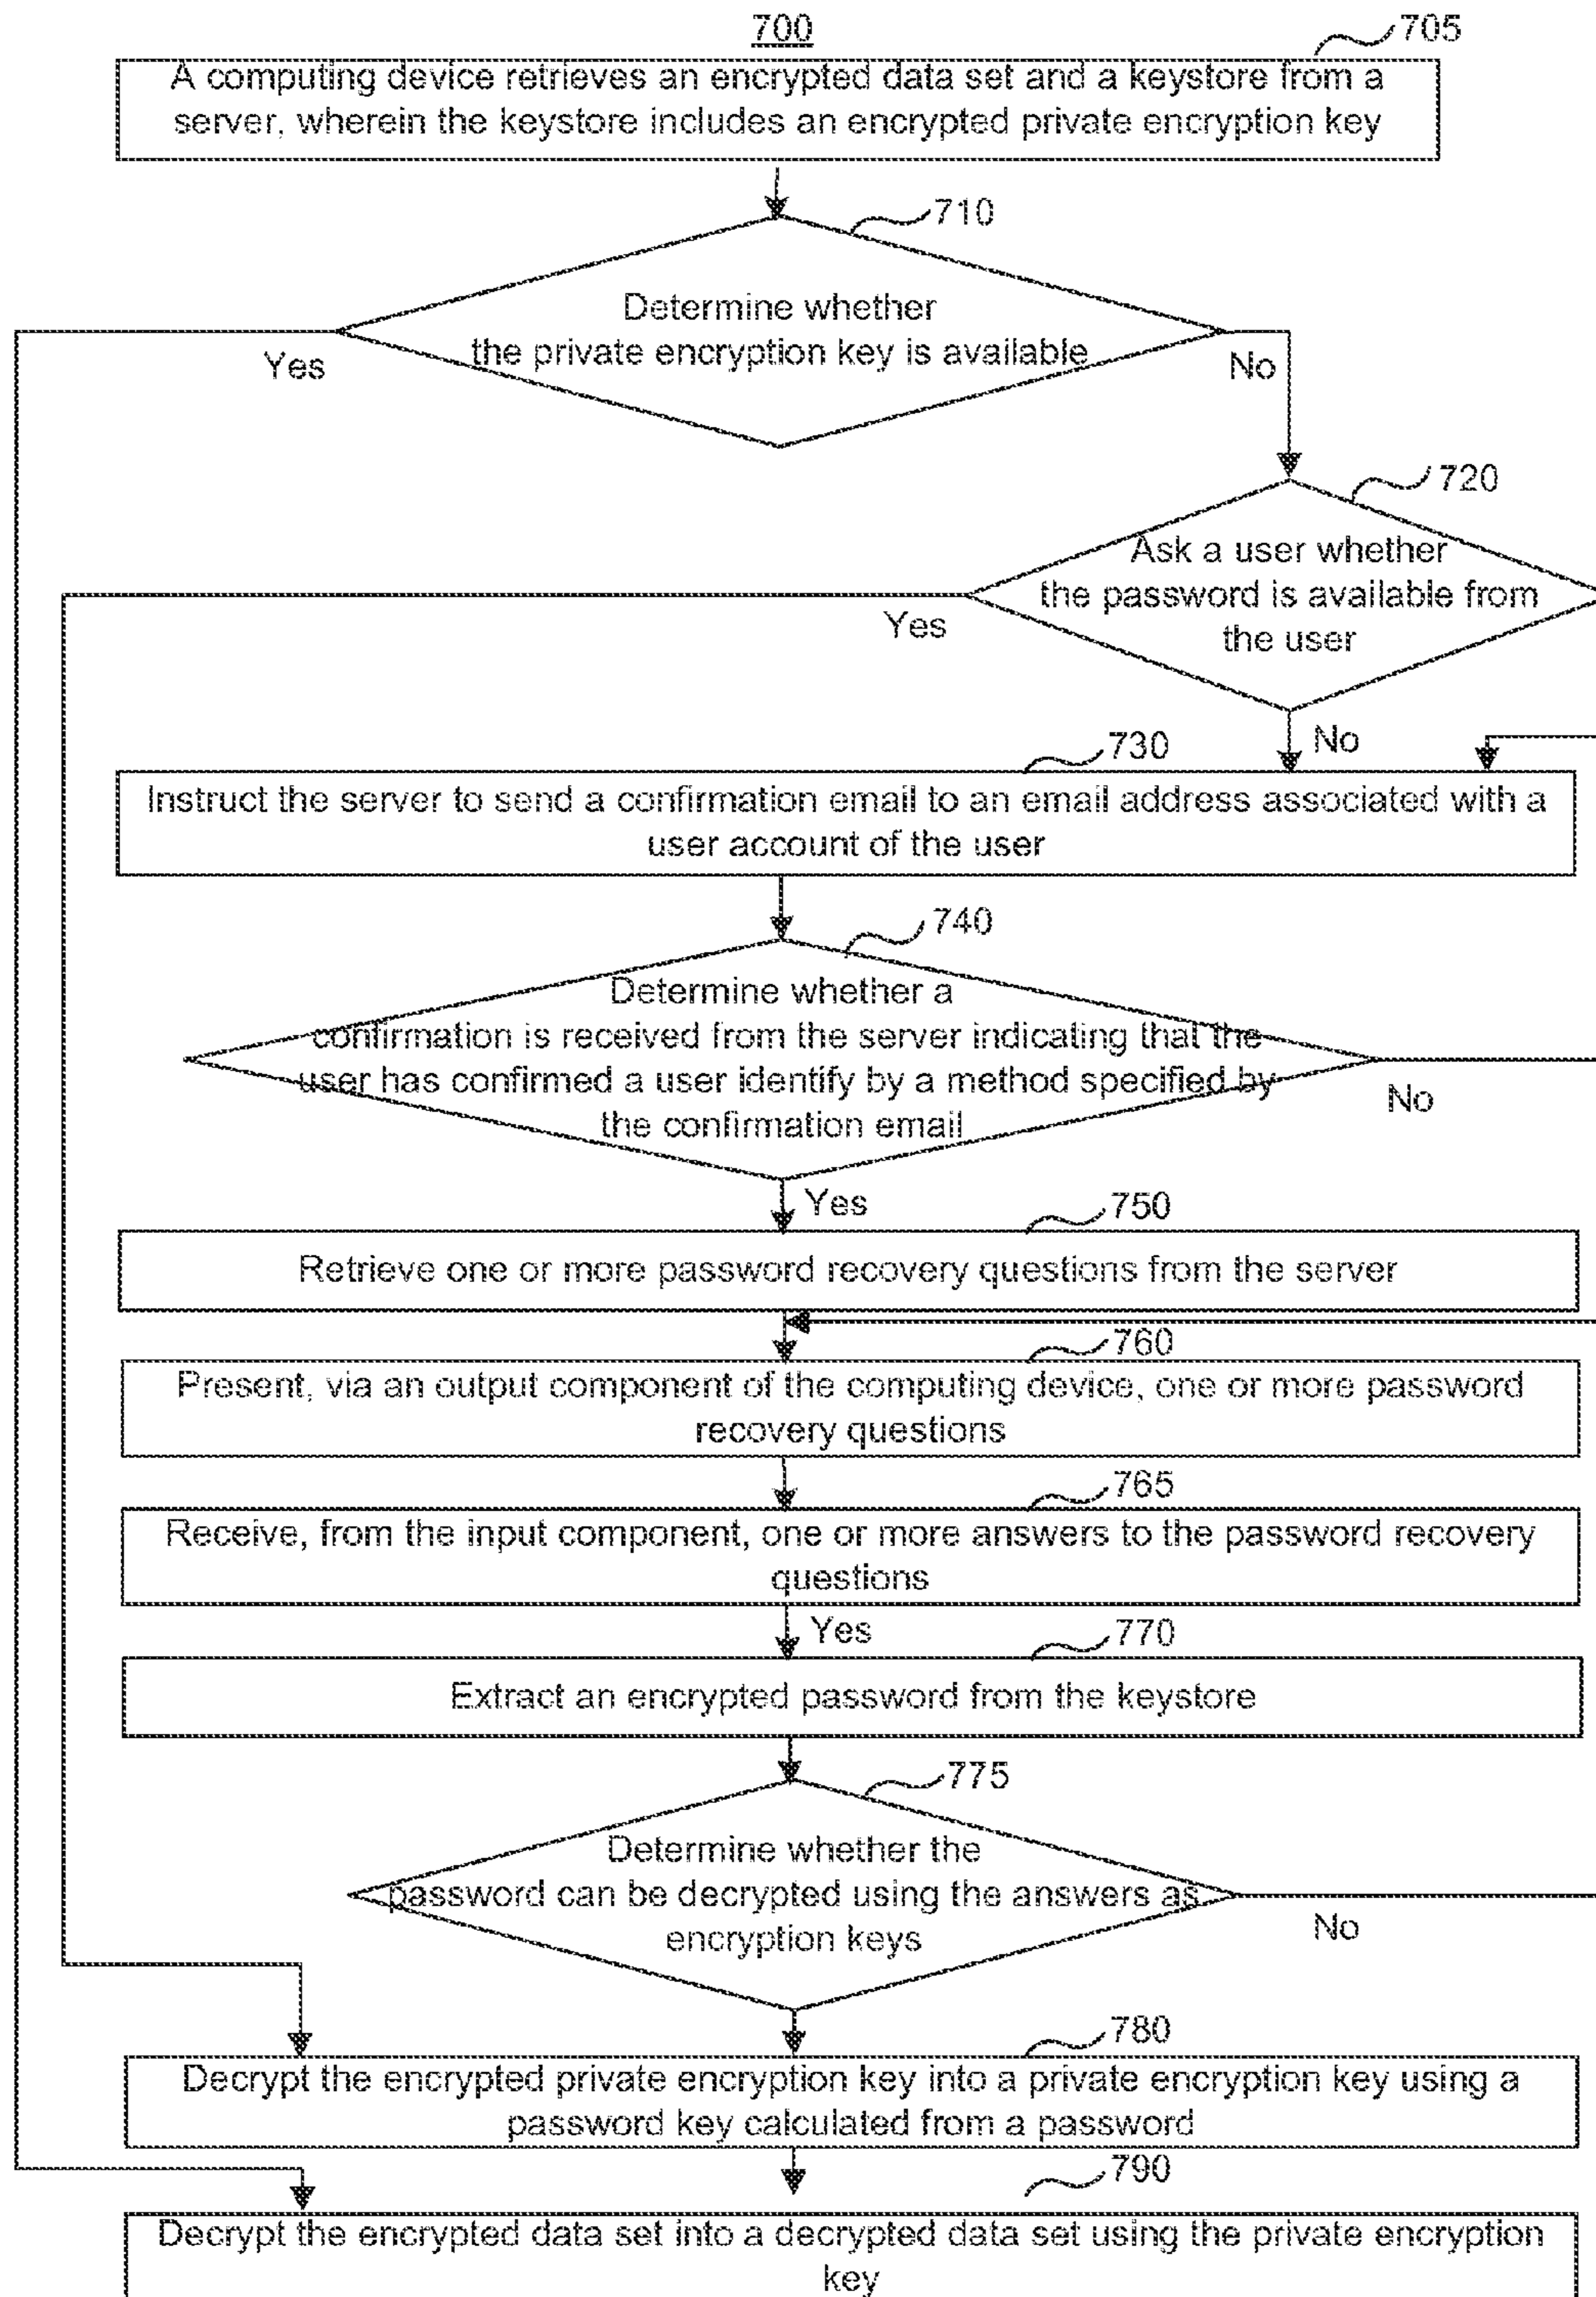 700
705
A computing device retrieves an encrypted data set and a keystore from a
server, wherein the keystore includes an encrypted private encryption key
710
Determine whether
the private encryption key is available
Yes
No
720
Ask a user whether
the password is available from
the user
Yes
No
730
Instruct the server to send a confirmation email to an email address associated with a
user account of the user
740
Determine whether a
confirmation is received from the server indicating that the
user has confirmed a user identify by a method specified by
the confirmation email
No
Yes
750
Retrieve one or more password recovery questions from the server
760
Present, via an output component of the computing device, one or more password
recovery questions
765
Receive, from the input component, one or more answers to the password recovery
questions
Yes
770
Extract an encrypted password from the keystore
775
Determine whether the
password can be decrypted using the answers as
encryption keys
No
780
Decrypt the encrypted private encryption key into a private encryption key using a
password key calculated from a password
790
Decrypt the encrypted data set into a decrypted data set using the private encryption
key